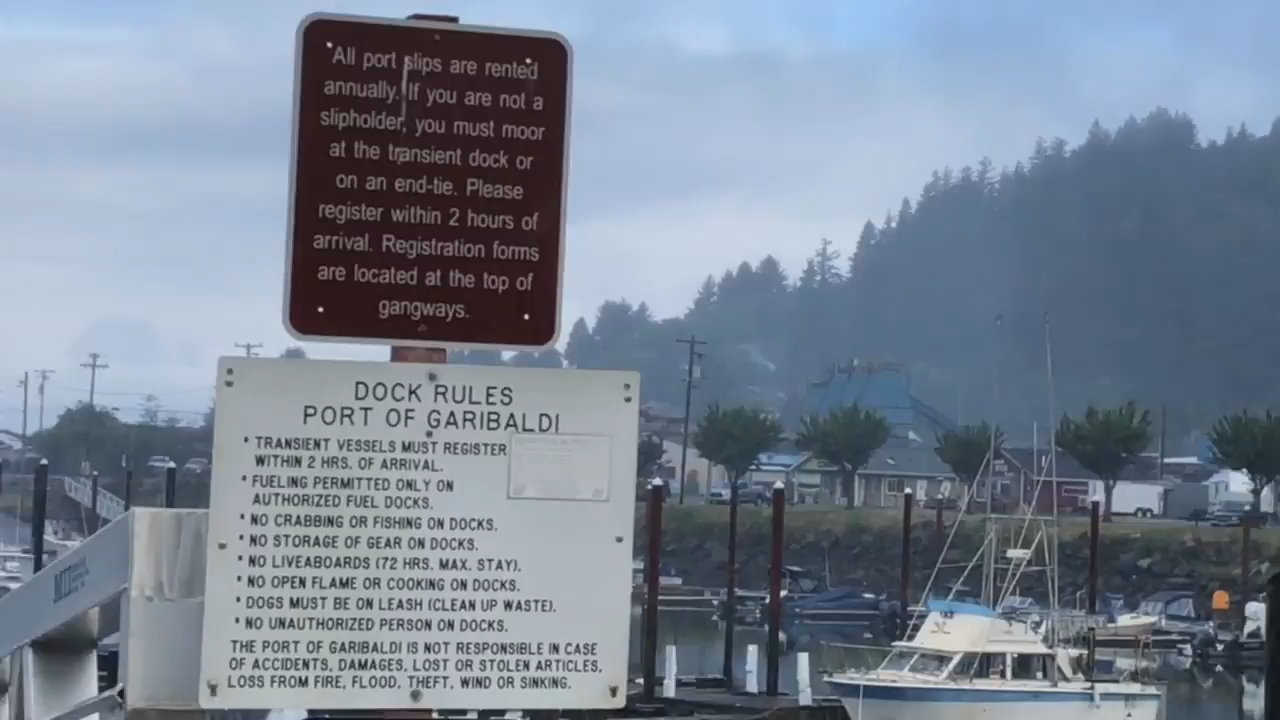 All port slips are rented
annually. If you are not a
slipholder, you must moor
at the transient dock or
on an end-tie. Please
register within 2 hours of
arrival. Registration forms
are located at the top of
gangways.
DOCK RULES
PORT OF GARIBALDI
* TRANSIENT VESSELS MUST REGISTER
WITHIN 2 HRS. OF ARRIVAL.
* FUELING PERMITTED ONLY ON
AUTHORIZED FUEL DOCKS.
* NO CRABBING OR FISHING ON DOCKS.
* NO STORAGE OF GEAR ON DOCKS.
* NO LIVEABOARDS (72 HRS. MAX. STAY).
* NO OPEN FLAME OR COOKING ON DOCKS.
* DOGS MUST BE ON LEASH (CLEAN UP WASTE).
* NO UNAUTHORIZED PERSON ON DOCKS.
THE PORT OF GARIBALDI IS NOT RESPONSIBLE IN CASE
OF ACCIDENTS, DAMAGES, LOST OR STOLEN ARTICLES,
LOSS FROM FIRE, FLOOD, THEFT, WIND OR SINKING.